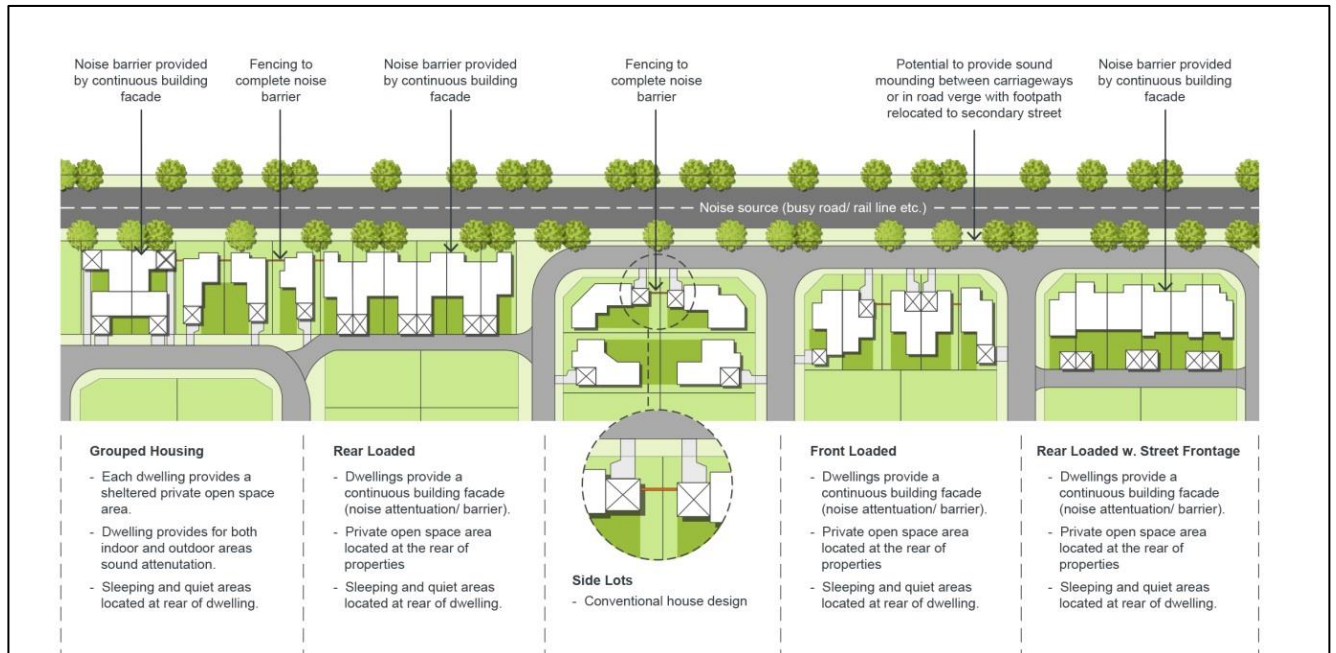 Noise barrier provided
by continuous building
facade
Fencing to
complete noise
barrier
Noise barrier provided
by continuous building
facade
Fencing to
complete noise
barrier
Potential to provide sound
mounding between carriageways
or in road verge with footpath
relocated to secondary street
Noise barrier provided
by continuous building
facade
Noise source (busy road/ rail line etc.)
Grouped Housing
- Each dwelling provides a
sheltered private open space
area.
- Dwelling provides for both
indoor and outdoor areas
sound attenutation.
- Sleeping and quiet areas
located at rear of dwelling.
Rear Loaded
- Dwellings provide a
continuous building facade
(noise attentuation/ barrier).
- Private open space area
located at the rear of
properties
- Sleeping and quiet areas
located at rear of dwelling.
Side Lots
- Conventional house design
Front Loaded
- Dwellings provide a
continuous building facade
(noise attentuation/ barrier).
- Private open space area
located at the rear of
properties
- Sleeping and quiet areas
located at rear of dwelling.
Rear Loaded w. Street Frontage
- Dwellings provide a
continuous building facade
(noise attentuation/ barrier).
- Private open space area
located at the rear of
properties
- Sleeping and quiet areas
located at rear of dwelling.